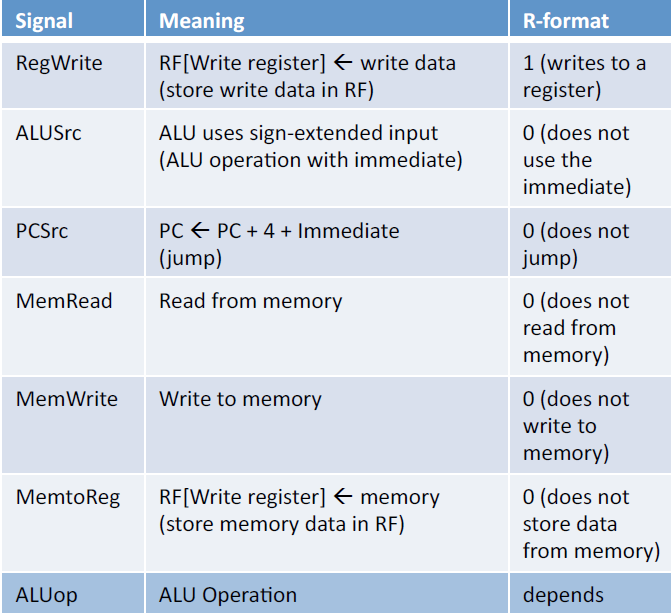 Signal Meaning R-format
RegWrite RF[Write register] ← write data 1 (writes to a
(store write data in RF) register)
ALUSrc ALU uses sign-extended input 0 (does not
(ALU operation with immediate) use the
immediate)
PCSrc PC ← PC + 4 + Immediate 0 (does not
(jump) jump)
MemRead Read from memory 0 (does not
read from
memory)
MemWrite Write to memory 0 (does not
write to
memory)
MemtoReg RF[Write register] ← memory 0 (does not
(store memory data in RF) store data
from memory)
ALUop ALU Operation depends